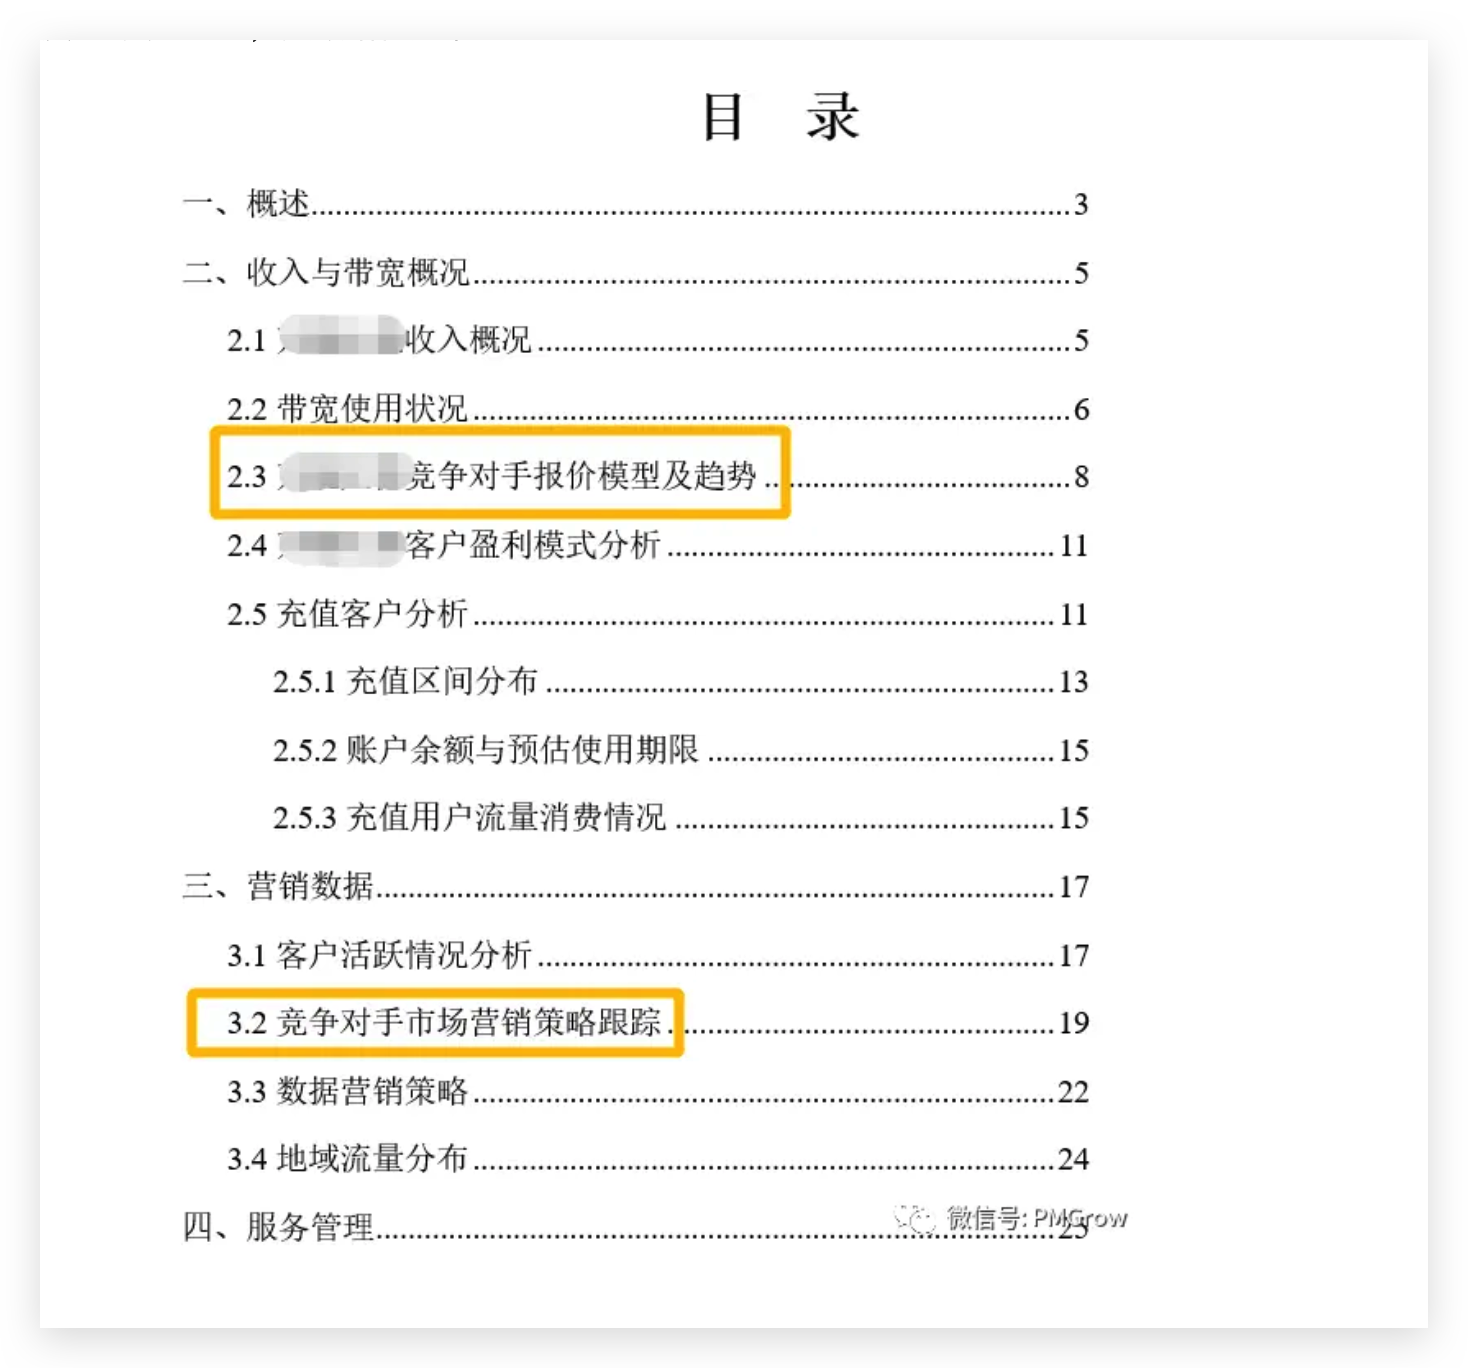 目 录
一、概述........................3
二、收入与带宽概况........................5
2.1 收入概况........................5
2.2 带宽使用状况........................6
2.3 竞争对手报价模型及趋势........................8
2.4 客户盈利模式分析........................11
2.5 充值客户分析........................11
2.5.1 充值区间分布........................13
2.5.2 账户余额与预估使用期限........................15
2.5.3 充值用户流量消费情况........................15
三、营销数据........................17
3.1 客户活跃情况分析........................17
3.2 竞争对手市场营销策略跟踪........................19
3.3 数据营销策略........................22
3.4 地域流量分布........................24
四、服务管理........................25
微信号: PMGrow